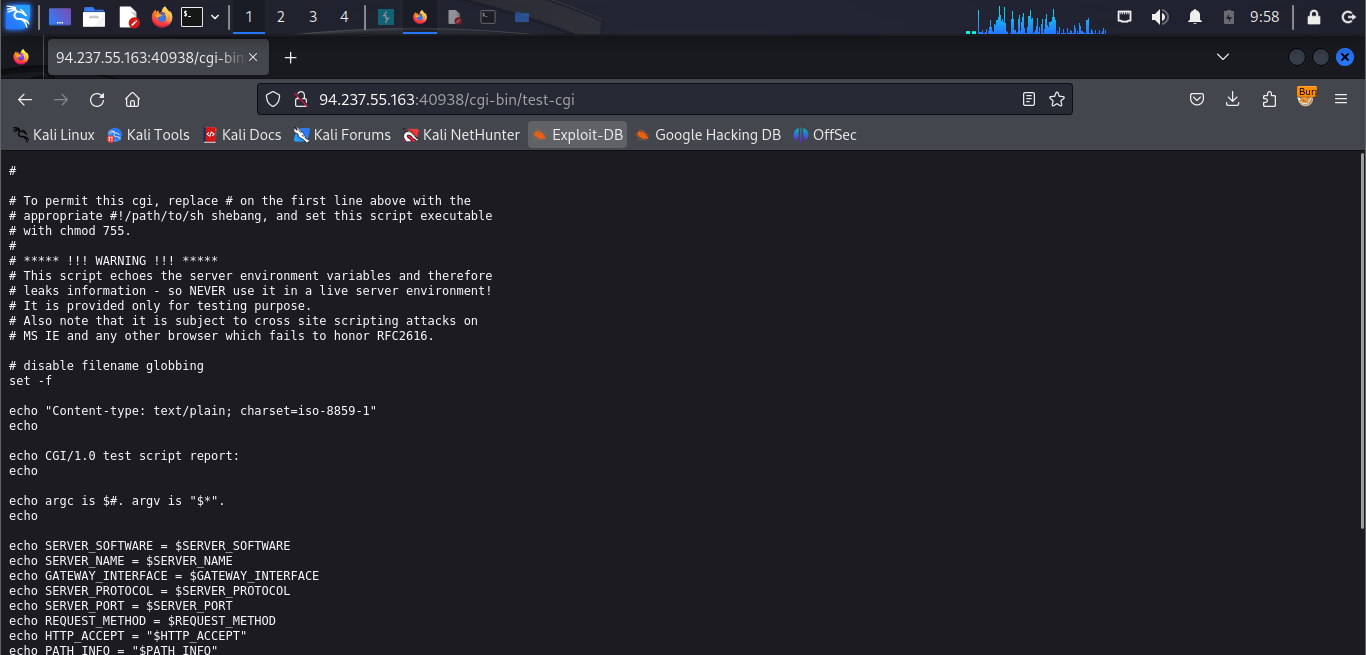 1 2 3 4 9:58
94.237.55.163:40938/cgi-bin
94.237.55.163:40938/cgi-bin/test-cgi
Burp
Kali Linux Kali Tools Kali Docs Kali Forums Kali NetHunter Exploit-DB Google Hacking DB OffSec
#
# To permit this cgi, replace # on the first line above with the
# appropriate #!/path/to/sh shebang, and set this script executable
# with chmod 755.
#
# ***** !!! WARNING !!! *****
# This script echoes the server environment variables and therefore
# leaks information - so NEVER use it in a live server environment!
# It is provided only for testing purpose.
# Also note that it is subject to cross site scripting attacks on
# MS IE and any other browser which fails to honor RFC2616.
# disable filename globbing
set -f
echo "Content-type: text/plain; charset=iso-8859-1"
echo
echo CGI/1.0 test script report:
echo
echo argc is $#. argv is "$*".
echo
echo SERVER_SOFTWARE = $SERVER_SOFTWARE
echo SERVER_NAME = $SERVER_NAME
echo GATEWAY_INTERFACE = $GATEWAY_INTERFACE
echo SERVER_PROTOCOL = $SERVER_PROTOCOL
echo SERVER_PORT = $SERVER_PORT
echo REQUEST_METHOD = $REQUEST_METHOD
echo HTTP_ACCEPT = "$HTTP_ACCEPT"
echo PATH_INFO = "$PATH_INFO"